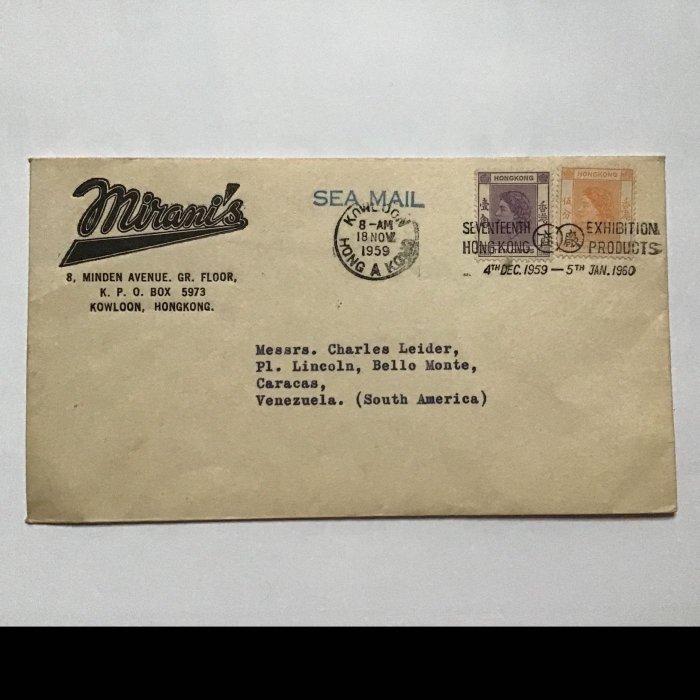 Mirani's
8, MINDEN AVENUE, GR. FLOOR,
K. P. O. BOX 5973
KOWLOON, HONGKONG.
SEA MAIL
KOWLOON
8-AM
18 NOV
1959
HONG KONG
A
HONGKONG
HONGKONG
SEVENTEENTH EXHIBITION
HONG KONG PRODUCTS
4TH DEC. 1959 — 5TH JAN. 1960
Messrs. Charles Leider,
Pl. Lincoln, Bello Monte,
Caracas,
Venezuela. (South America)